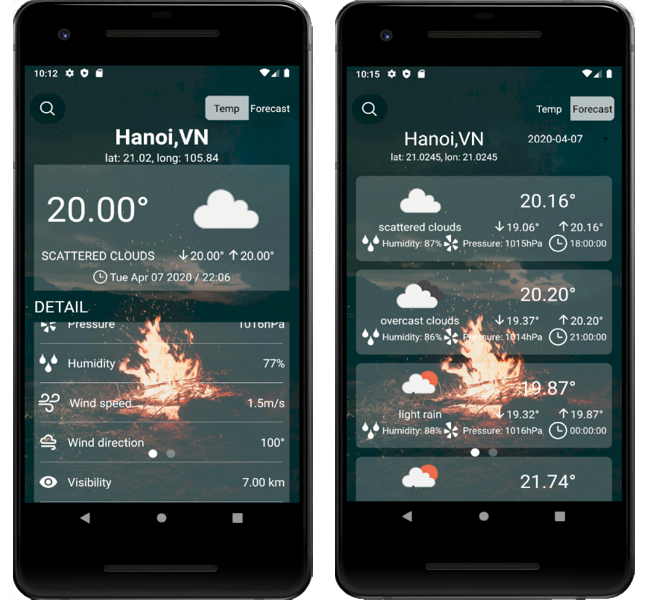 10:12
Temp Forecast
Hanoi,VN
lat: 21.02, long: 105.84
20.00°
SCATTERED CLOUDS 20.00° 20.00°
Tue Apr 07 2020 / 22:06
DETAIL
Pressure 1016hPa
Humidity 77%
Wind speed 1.5m/s
Wind direction 100°
Visibility 7.00 km
10:15
Temp Forecast
Hanoi,VN 2020-04-07
lat: 21.0245, lon: 21.0245
20.16°
scattered clouds 19.06° 20.16°
Humidity: 87% Pressure: 1015hPa 18:00:00
20.20°
overcast clouds 19.37° 20.20°
Humidity: 86% Pressure: 1014hPa 21:00:00
19.87°
light rain 19.32° 19.87°
Humidity: 88% Pressure: 1016hPa 00:00:00
21.74°